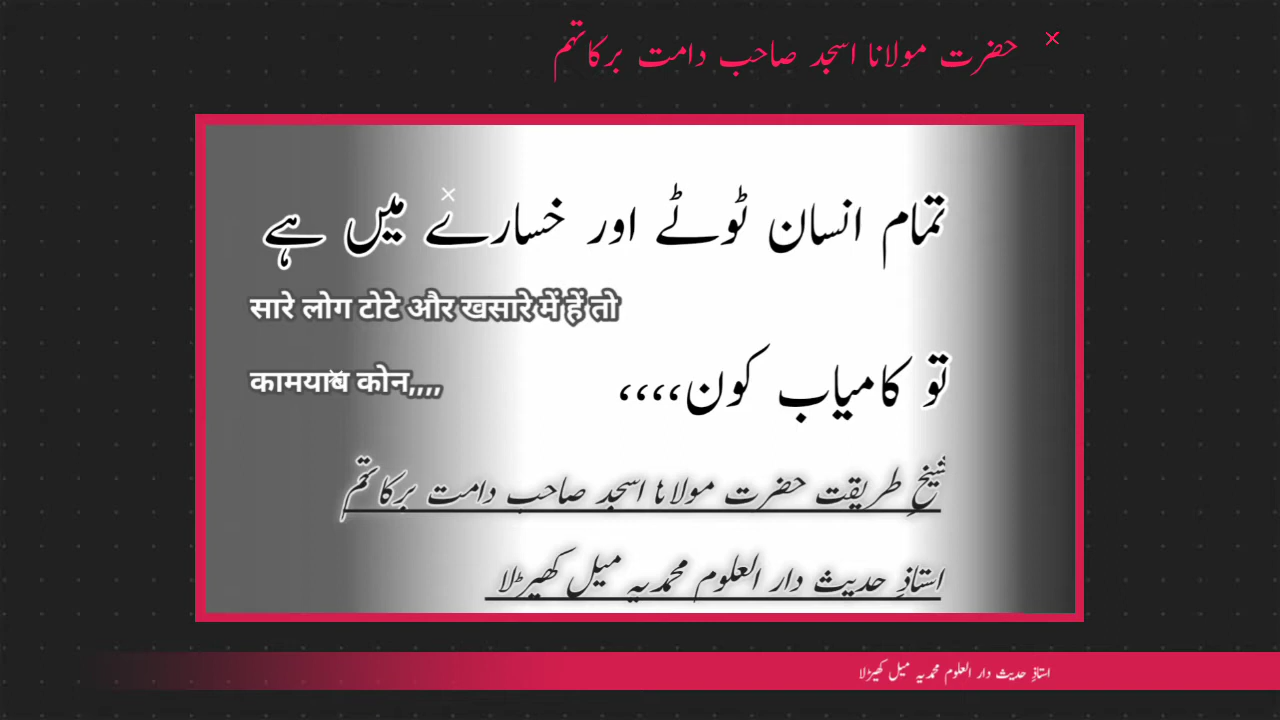 حضرت مولانا اسجد صاحب دامت برکاتہم
تمام انسان ٹوٹے اور خسارے میں ہے
सारे लोग टोटे और खसारे में हें तो
تو کامیاب کون،،،،
कामयाब कोन,,,,
شیخِ طریقت حضرت مولانا اسجد صاحب دامت برکاتہم
استاذِ حدیث دار العلوم محمدیہ میل کھیڑلا
استاذِ حدیث دار العلوم محمدیہ میل کھیڑلا